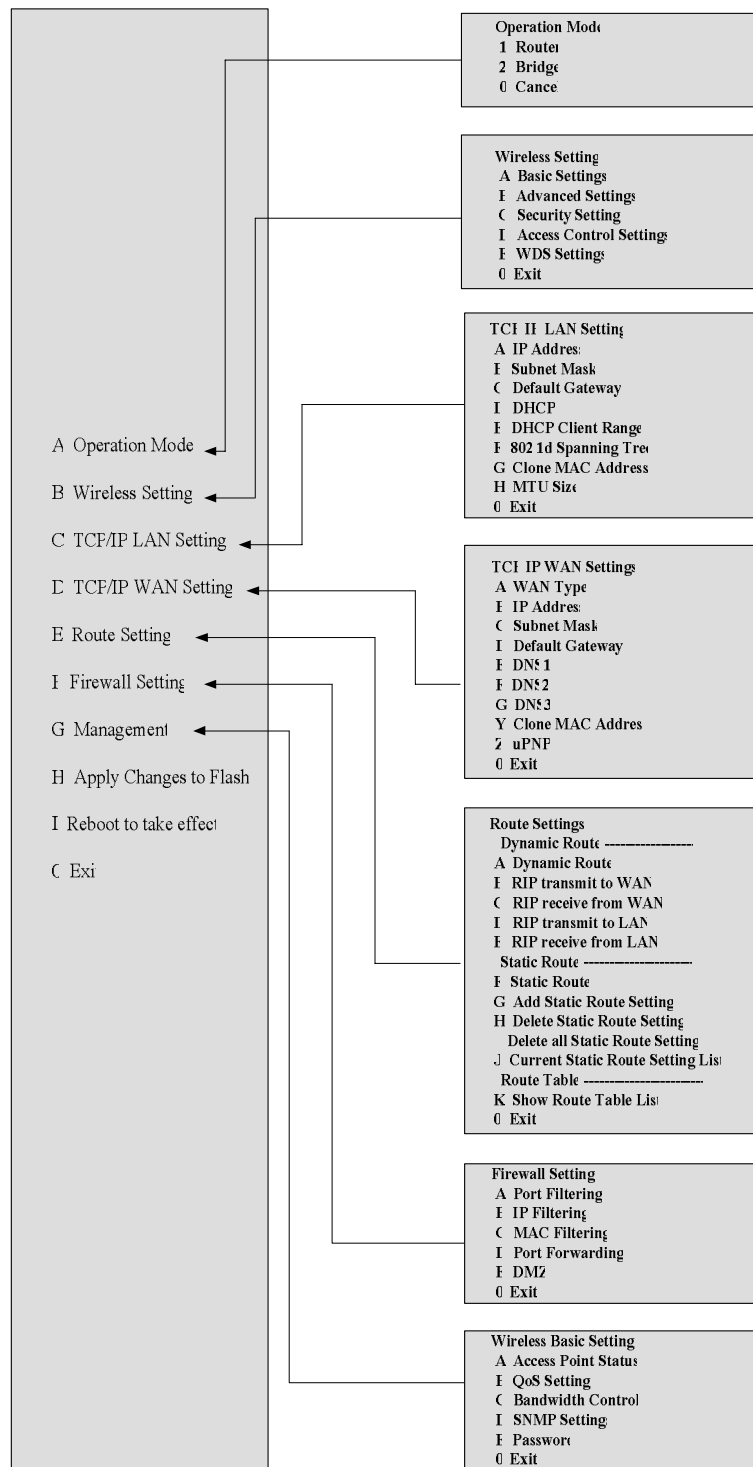 A Operation Mode
B Wireless Setting
C TCP/IP LAN Setting
D TCP/IP WAN Setting
E Route Setting
F Firewall Setting
G Management
H Apply Changes to Flash
I Reboot to take effect
0 Exi
Operation Mode
1 Router
2 Bridge
0 Cancel
Wireless Setting
A Basic Settings
B Advanced Settings
C Security Setting
D Access Control Settings
E WDS Settings
0 Exit
TCP IP LAN Setting
A IP Address
B Subnet Mask
C Default Gateway
D DHCP
E DHCP Client Range
F 802 1d Spanning Tree
G Clone MAC Address
H MTU Size
0 Exit
TCP IP WAN Settings
A WAN Type
B IP Address
C Subnet Mask
D Default Gateway
E DNS 1
F DNS 2
G DNS 3
Y Clone MAC Addres
Z uPNP
0 Exit
Route Settings
Dynamic Route --------------------
A Dynamic Route
B RIP transmit to WAN
C RIP receive from WAN
D RIP transmit to LAN
E RIP receive from LAN
Static Route ------------------------
F Static Route
G Add Static Route Setting
H Delete Static Route Setting
Delete all Static Route Setting
J Current Static Route Setting List
Route Table --------------------------
K Show Route Table List
0 Exit
Firewall Setting
A Port Filtering
B IP Filtering
C MAC Filtering
D Port Forwarding
E DMZ
0 Exit
Wireless Basic Setting
A Access Point Status
B QoS Setting
C Bandwidth Control
D SNMP Setting
E Password
0 Exit